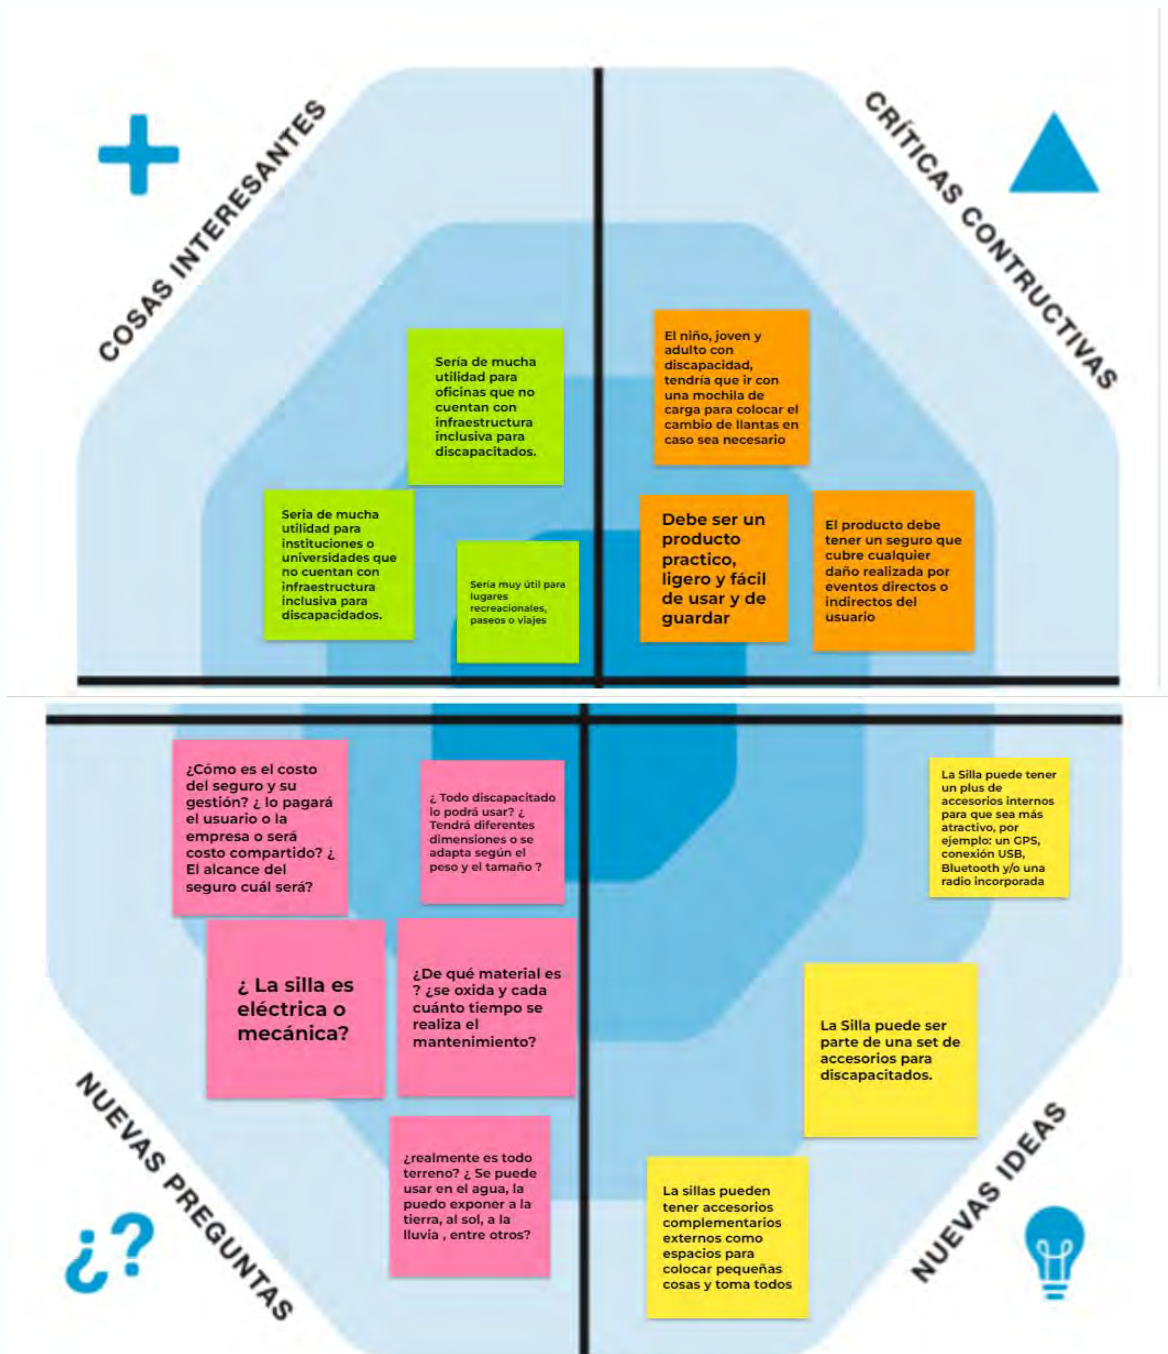 COSAS INTERESANTES
CRÍTICAS CONTRUCTIVAS
Sería de mucha
utilidad para
oficinas que no
cuentan con
infraestructura
inclusiva para
discapacitados.
Seria de mucha
utilidad para
instituciones o
universidades que
no cuentan con
infraestructura
inclusiva para
discapacidados.
Sería muy útil para
lugares
recreacionales,
paseos o viajes
El niño, joven y
adulto con
discapacidad,
tendría que ir con
una mochila de
carga para colocar el
cambio de llantas en
caso sea necesario
Debe ser un
producto
practico,
ligero y fácil
de usar y de
guardar
El producto debe
tener un seguro que
cubre cualquier
daño realizada por
eventos directos o
indirectos del
usuario
¿Cómo es el costo
del seguro y su
gestión? ¿ lo pagará
el usuario o la
empresa o será
costo compartido? ¿
El alcance del
seguro cuál será?
¿ Todo discapacitado
lo podrá usar? ¿
Tendrá diferentes
dimensiones o se
adapta según el
peso y el tamaño ?
¿ La silla es
eléctrica o
mecánica?
¿De qué material es
? ¿se oxida y cada
cuánto tiempo se
realiza el
mantenimiento?
¿realmente es todo
terreno? ¿ Se puede
usar en el agua, la
puedo exponer a la
tierra, al sol, a la
lluvia , entre otros?
La Silla puede tener
un plus de
accesorios internos
para que sea más
atractivo, por
ejemplo: un GPS,
conexión USB,
Bluetooth y/o una
radio incorporada
La Silla puede ser
parte de una set de
accesorios para
discapacitados.
La sillas pueden
tener accesorios
complementarios
externos como
espacios para
colocar pequeñas
cosas y toma todos
NUEVAS PREGUNTAS
¿?
NUEVAS IDEAS